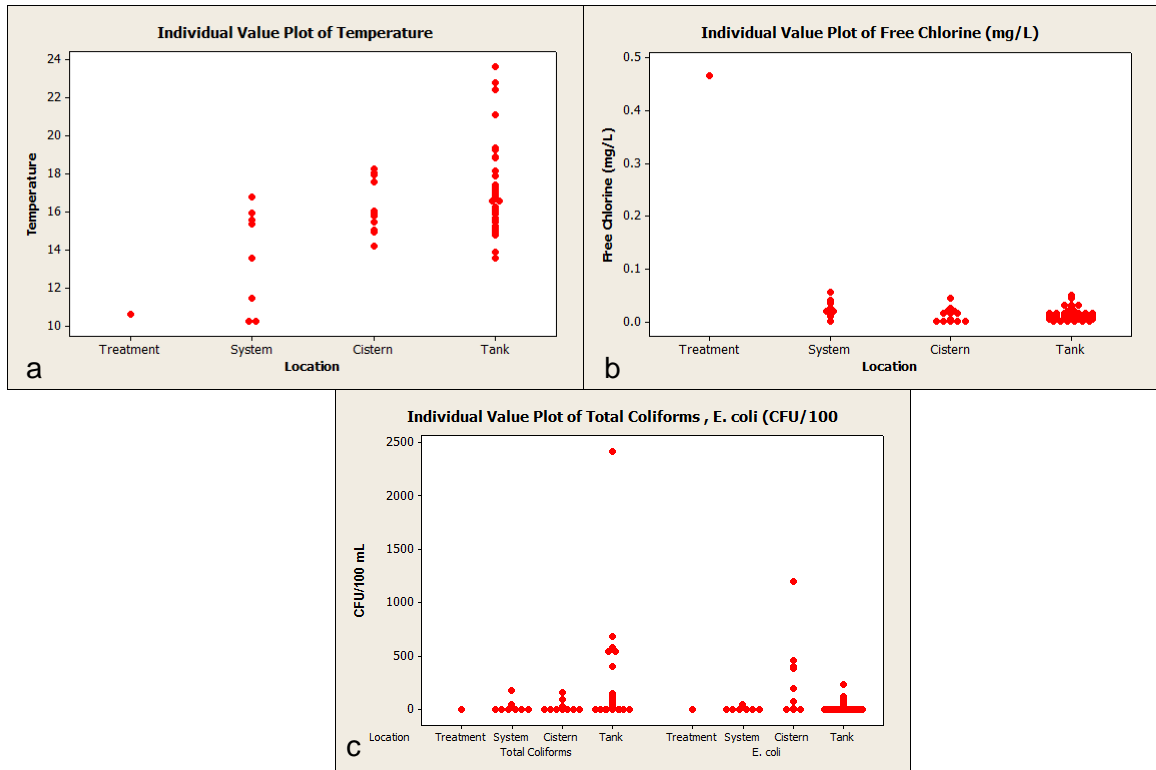 Individual Value Plot of Temperature
24
22
20
18
16
14
12
10
Temperature
Treatment System Cistern Tank
Location
a
Individual Value Plot of Free Chlorine (mg/L)
0.5
0.4
0.3
0.2
0.1
0.0
Free Chlorine (mg/L)
Treatment System Cistern Tank
Location
b
Individual Value Plot of Total Coliforms , E. coli (CFU/100
2500
2000
1500
1000
500
0
CFU/100 mL
Location Treatment System Cistern Tank Treatment System Cistern Tank
Total Coliforms E. coli
c